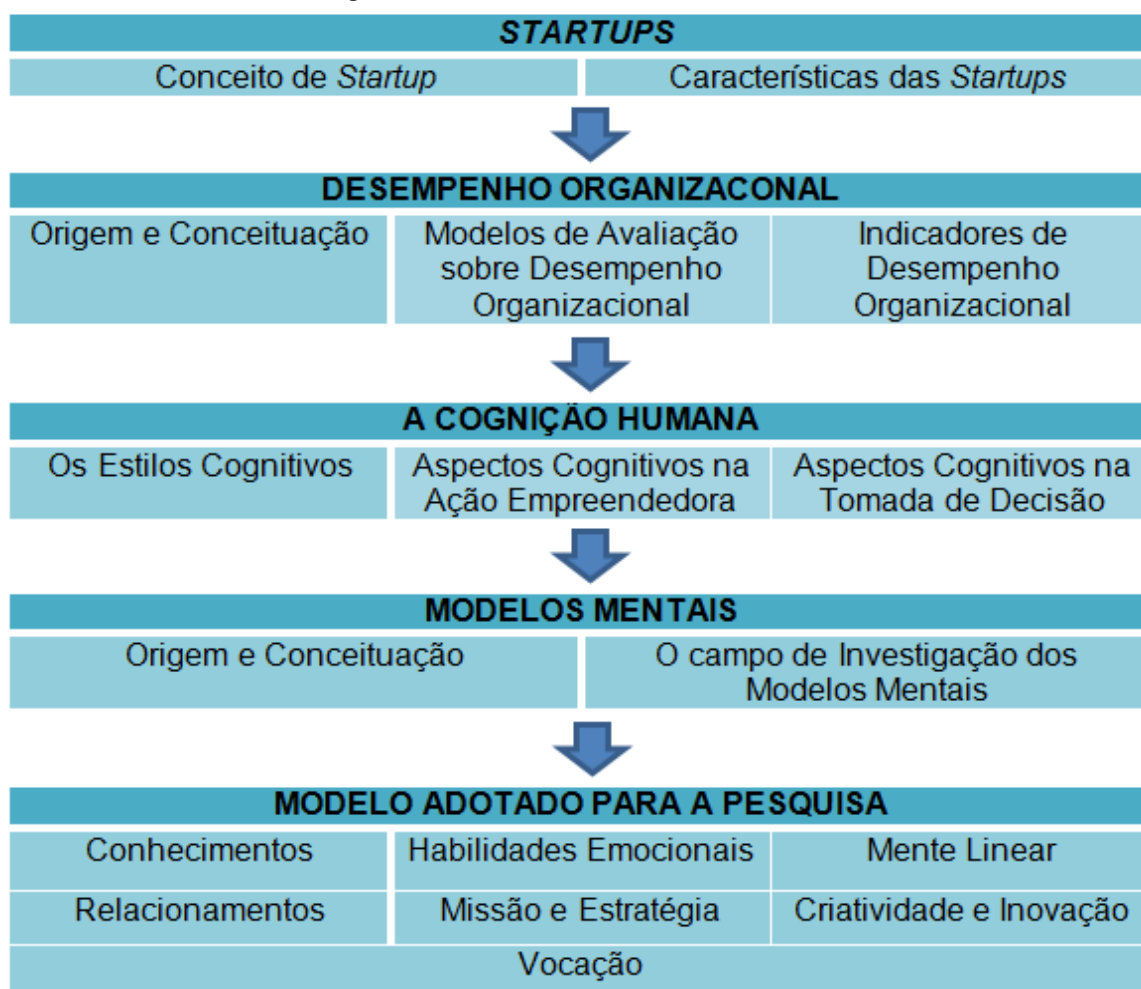 STARTUPS
Conceito de Startup
Características das Startups
DESEMPENHO ORGANIZACONAL
Origem e Conceituação
Modelos de Avaliação
sobre Desempenho
Organizacional
Indicadores de
Desempenho
Organizacional
A COGNIÇÃO HUMANA
Os Estilos Cognitivos
Aspectos Cognitivos na
Ação Empreendedora
Aspectos Cognitivos na
Tomada de Decisão
MODELOS MENTAIS
Origem e Conceituação
O campo de Investigação dos
Modelos Mentais
MODELO ADOTADO PARA A PESQUISA
Conhecimentos
Habilidades Emocionais
Mente Linear
Relacionamentos
Missão e Estratégia
Criatividade e Inovação
Vocação